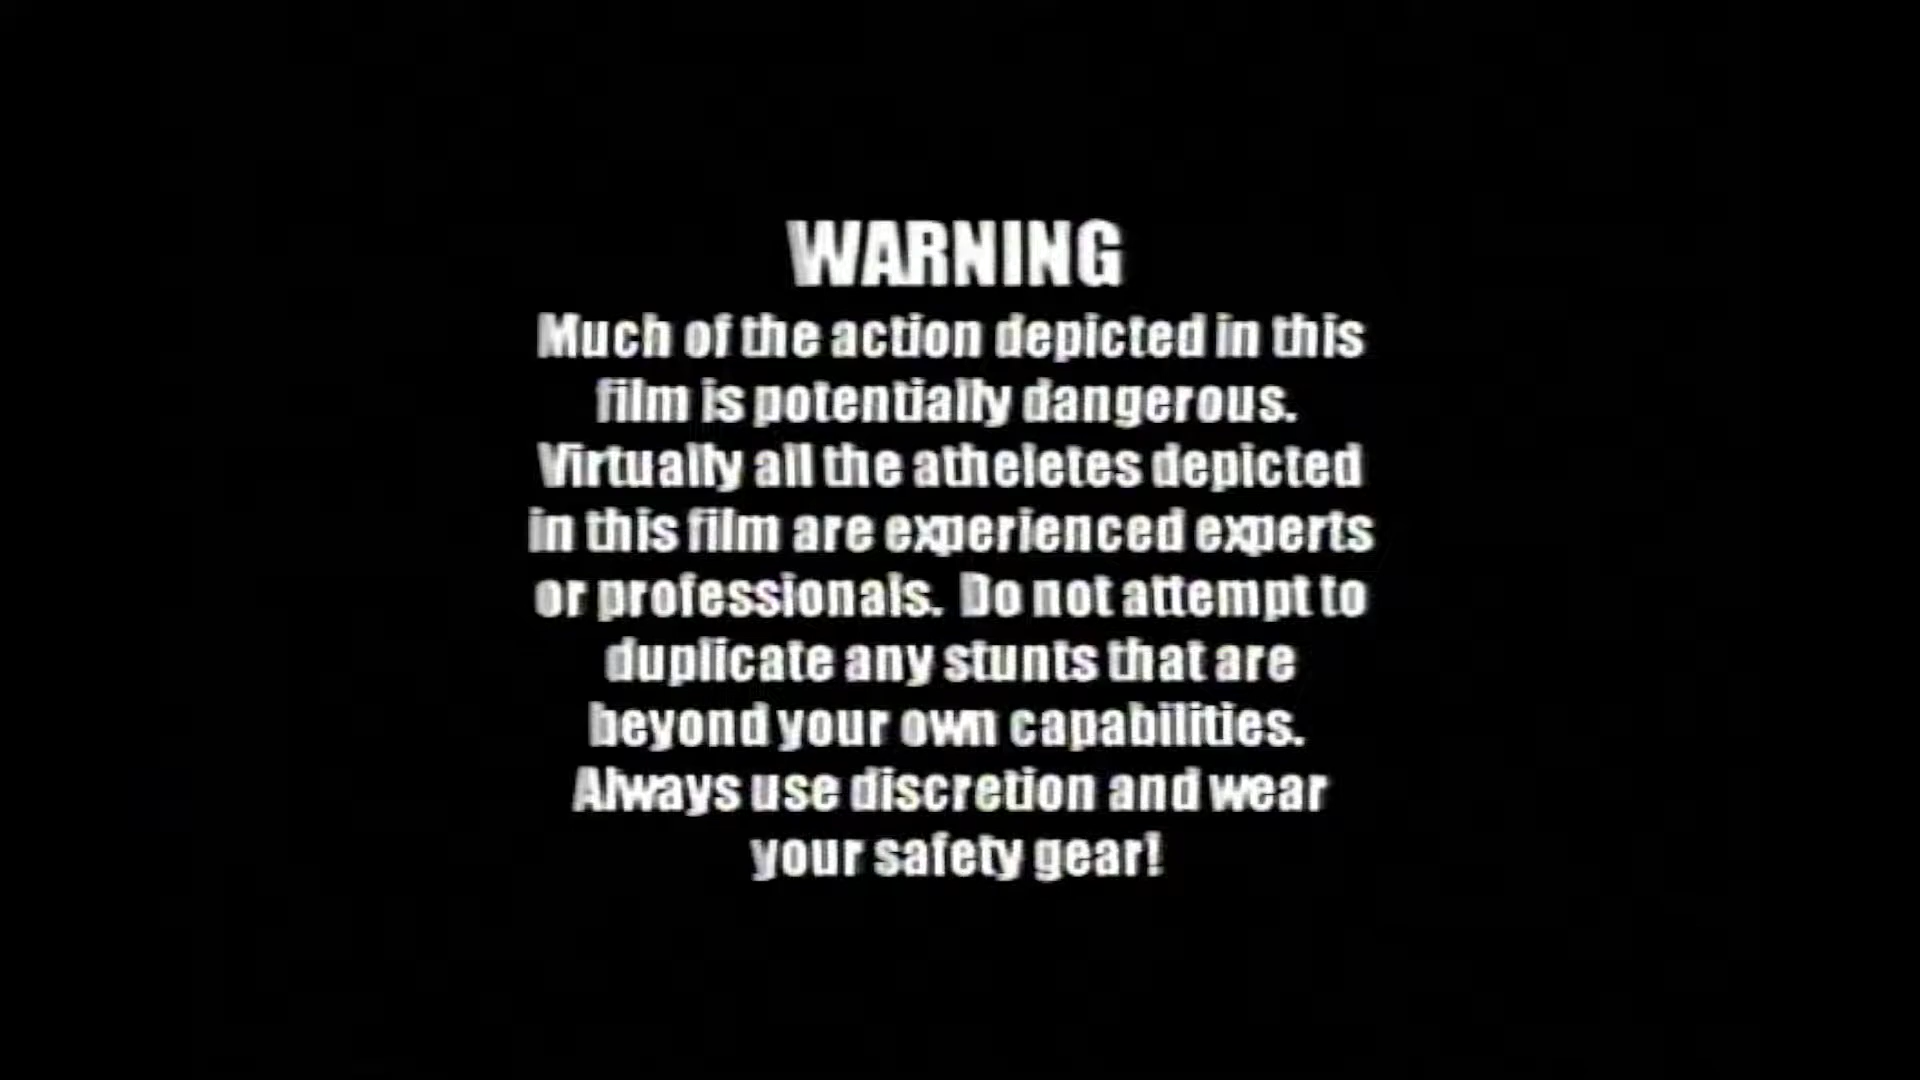 WARNING
Much of the action depicted in this
film is potentially dangerous.
Virtually all the atheletes depicted
in this film are experienced experts
or professionals.  Do not attempt to
duplicate any stunts that are
beyond your own capabilities.
Always use discretion and wear
your safety gear!